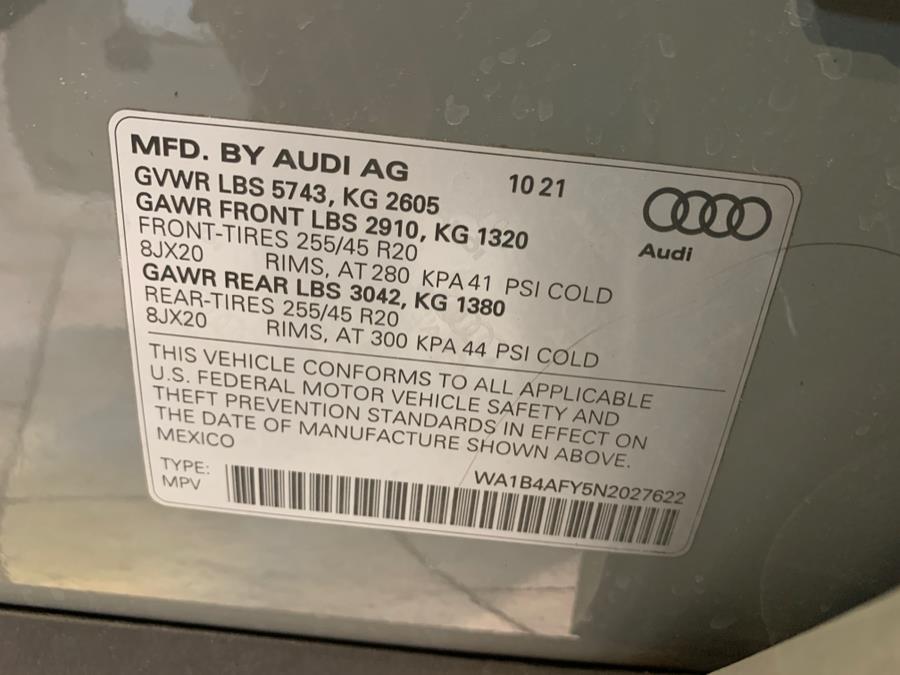 MFD. BY AUDI AG 10 21
GVWR LBS 5743, KG 2605
GAWR FRONT LBS 2910, KG 1320
Audi
FRONT-TIRES 255/45 R20
8JX20 RIMS, AT 280 KPA 41 PSI COLD
GAWR REAR LBS 3042, KG 1380
REAR-TIRES 255/45 R20
8JX20 RIMS, AT 300 KPA 44 PSI COLD
THIS VEHICLE CONFORMS TO ALL APPLICABLE
U.S. FEDERAL MOTOR VEHICLE SAFETY AND
THEFT PREVENTION STANDARDS IN EFFECT ON
THE DATE OF MANUFACTURE SHOWN ABOVE.
MEXICO
TYPE: WA1B4AFY5N2027622
MPV